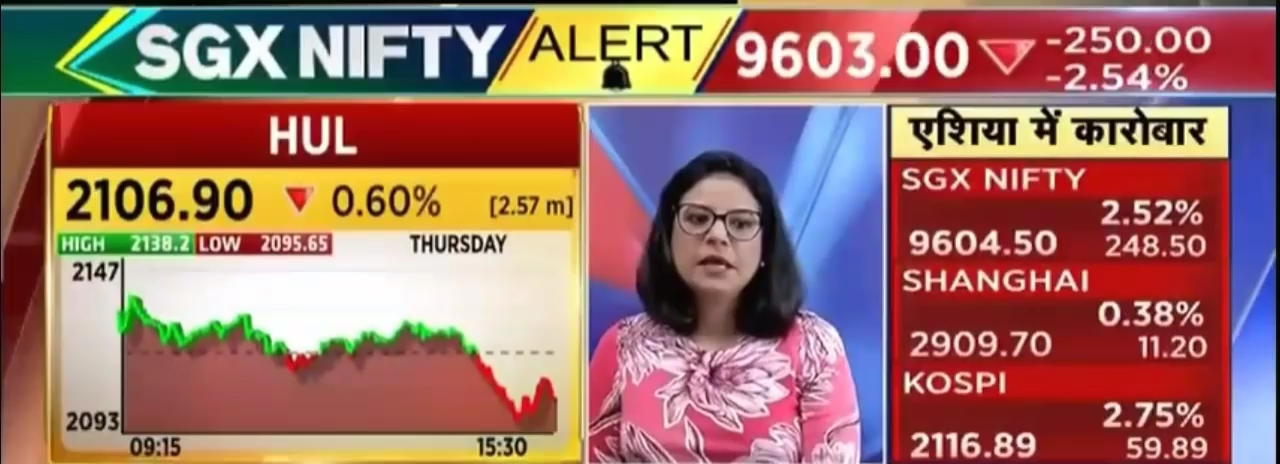 SGX NIFTY ALERT 9603.00 -250.00
-2.54%
HUL
2106.90 0.60% [2.57 m]
HIGH 2138.2 LOW 2095.65 THURSDAY
2147
2093
09:15 15:30
एशिया में कारोबार
SGX NIFTY
2.52%
9604.50 248.50
SHANGHAI
0.38%
2909.70 11.20
KOSPI
2.75%
2116.89 59.89